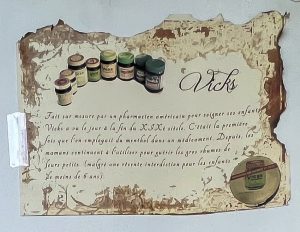 Vicks
Fait sur mesure par un pharmacien américain pour soigner ses enfants,
Vicks a vu le jour à la fin du XIXe siècle. C'était la première
fois que l'on employait du menthol dans un médicament. Depuis, les
mamans continuent à l'utiliser pour guérir les gros rhumes de
leurs petits. (malgré une récente interdiction pour les enfants
de moins de 6 ans).